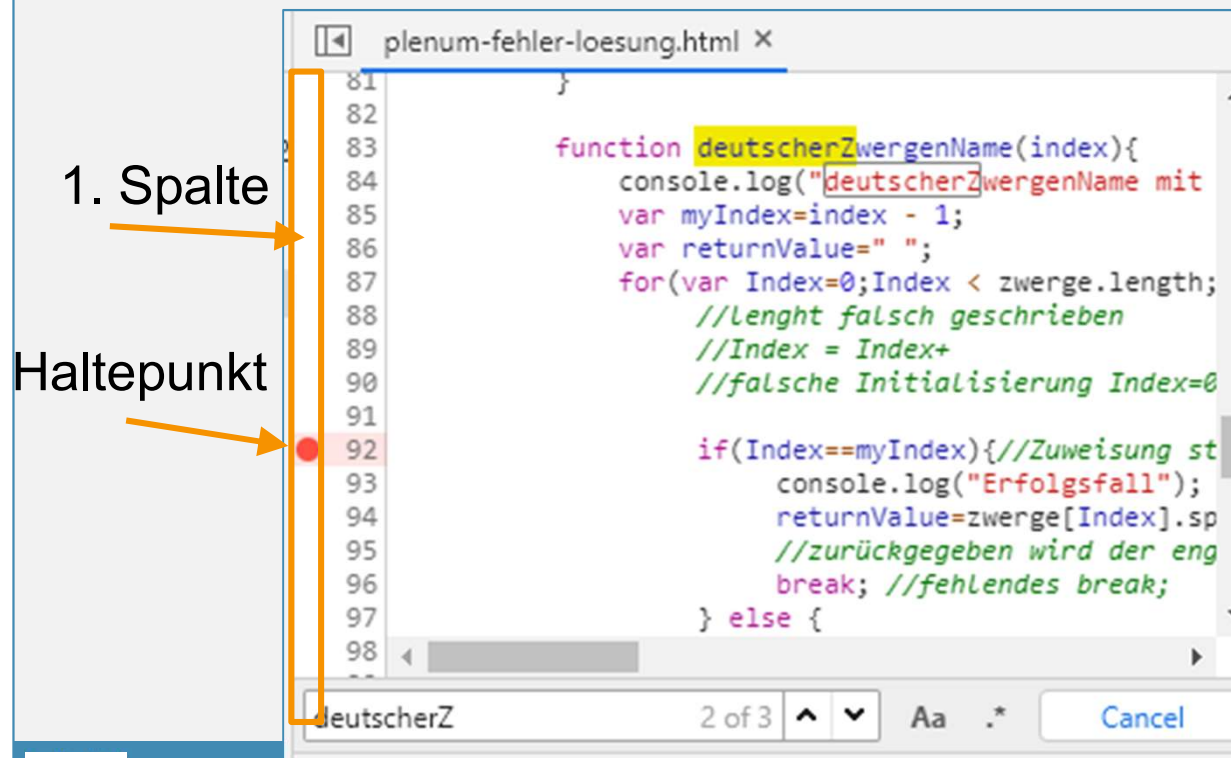 plenum-fehler-loesung.html ×
81 }
82
83 function deutscherZwergenName(index){
84 console.log("deutscherZwergenName mit
85 var myIndex=index - 1;
86 var returnValue=" ";
87 for(var Index=0;Index < zwerge.length;
88 //lenght falsch geschrieben
89 //Index = Index+
90 //falsche Initialisierung Index=0
91
92 if(Index==myIndex){//Zuweisung st
93 console.log("Erfolgsfall");
94 returnValue=zwerge[Index].sp
95 //zurückgegeben wird der eng
96 break; //fehlendes break;
97 } else {
98
1. Spalte
Haltepunkt
deutscherZ 2 of 3 Aa .* Cancel